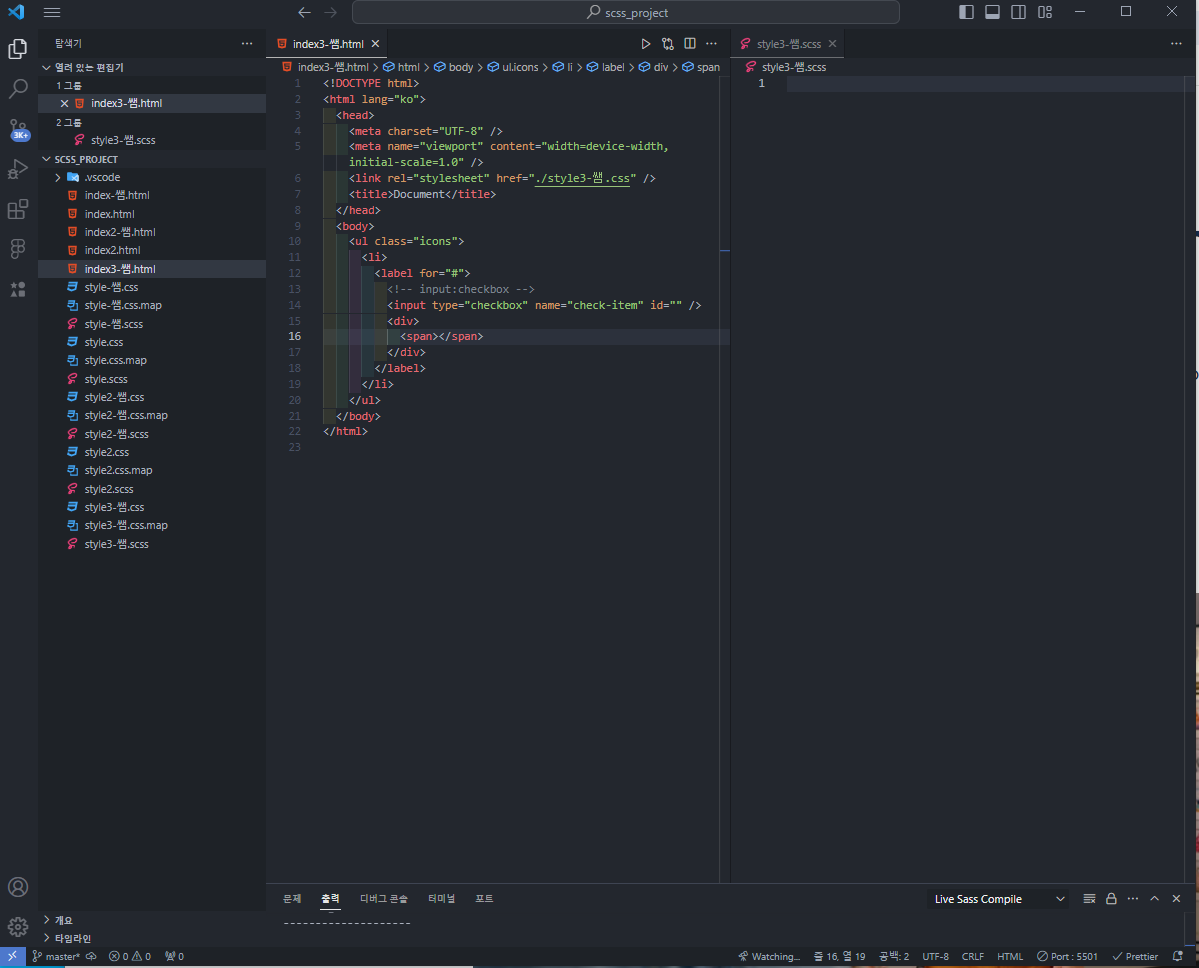 scss_project
탐색기
열려 있는 편집기
1 그룹
index3-쌤.html
2 그룹
style3-쌤.scss
SCSS_PROJECT
.vscode
index-쌤.html
index.html
index2-쌤.html
index2.html
index3-쌤.html
style-쌤.css
style-쌤.css.map
style-쌤.scss
style.css
style.css.map
style.scss
style2-쌤.css
style2-쌤.css.map
style2-쌤.scss
style2.css
style2.css.map
style2.scss
style3-쌤.css
style3-쌤.css.map
style3-쌤.scss
3K+
개요
타임라인
index3-쌤.html
index3-쌤.html > html > body > ul.icons > li > label > div > span
1 <!DOCTYPE html>
2 <html lang="ko">
3 <head>
4 <meta charset="UTF-8" />
5 <meta name="viewport" content="width=device-width,
initial-scale=1.0" />
6 <link rel="stylesheet" href="./style3-쌤.css" />
7 <title>Document</title>
8 </head>
9 <body>
10 <ul class="icons">
11 <li>
12 <label for="#">
13 <!-- input:checkbox -->
14 <input type="checkbox" name="check-item" id="" />
15 <div>
16 <span></span>
17 </div>
18 </label>
19 </li>
20 </ul>
21 </body>
22 </html>
23
style3-쌤.scss
style3-쌤.scss
1
문제 출력 디버그 콘솔 터미널 포트
Live Sass Compile
--------------------
master* 0 0 0 Watching... 줄 16, 열 19 공백: 2 UTF-8 CRLF HTML Port : 5501 Prettier